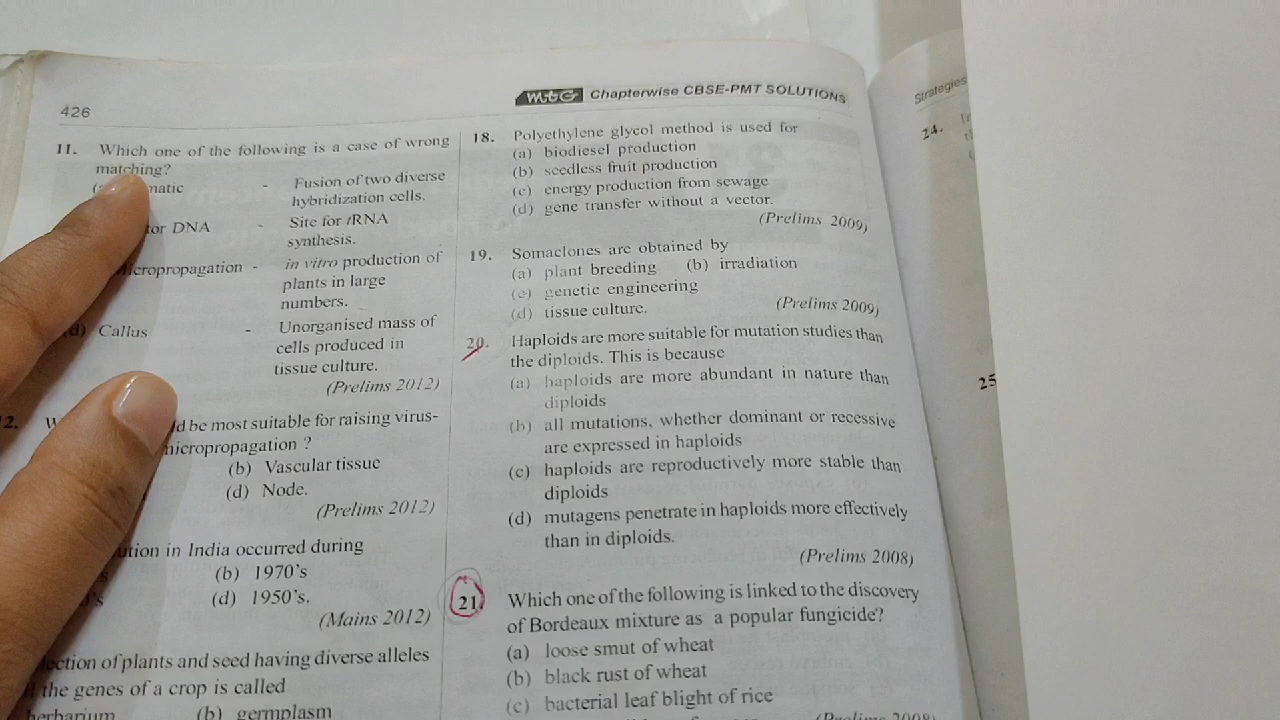 426
MtG Chapterwise CBSE-PMT SOLUTIONS
11. Which one of the following is a case of wrong
matching?
matic - Fusion of two diverse
hybridization cells.
tor DNA - Site for tRNA
synthesis.
icropropagation - in vitro production of
plants in large
numbers.
(d) Callus - Unorganised mass of
cells produced in
tissue culture.
(Prelims 2012)
2. W d be most suitable for raising virus-
micropropagation ?
(b) Vascular tissue
(d) Node.
(Prelims 2012)
ution in India occurred during
(b) 1970's
(d) 1950's.
(Mains 2012)
lection of plants and seed having diverse alleles
the genes of a crop is called
herbarium (b) germplasm
18. Polyethylene glycol method is used for
(a) biodiesel production
(b) seedless fruit production
(c) energy production from sewage
(d) gene transfer without a vector.
(Prelims 2009)
19. Somaclones are obtained by
(a) plant breeding (b) irradiation
(c) genetic engineering
(d) tissue culture.
(Prelims 2009)
20. Haploids are more suitable for mutation studies than
the diploids. This is because
(a) haploids are more abundant in nature than
diploids
(b) all mutations, whether dominant or recessive
are expressed in haploids
(c) haploids are reproductively more stable than
diploids
(d) mutagens penetrate in haploids more effectively
than in diploids.
(Prelims 2008)
21. Which one of the following is linked to the discovery
of Bordeaux mixture as a popular fungicide?
(a) loose smut of wheat
(b) black rust of wheat
(c) bacterial leaf blight of rice
(Prelims 2008)
Strategies
24.
25